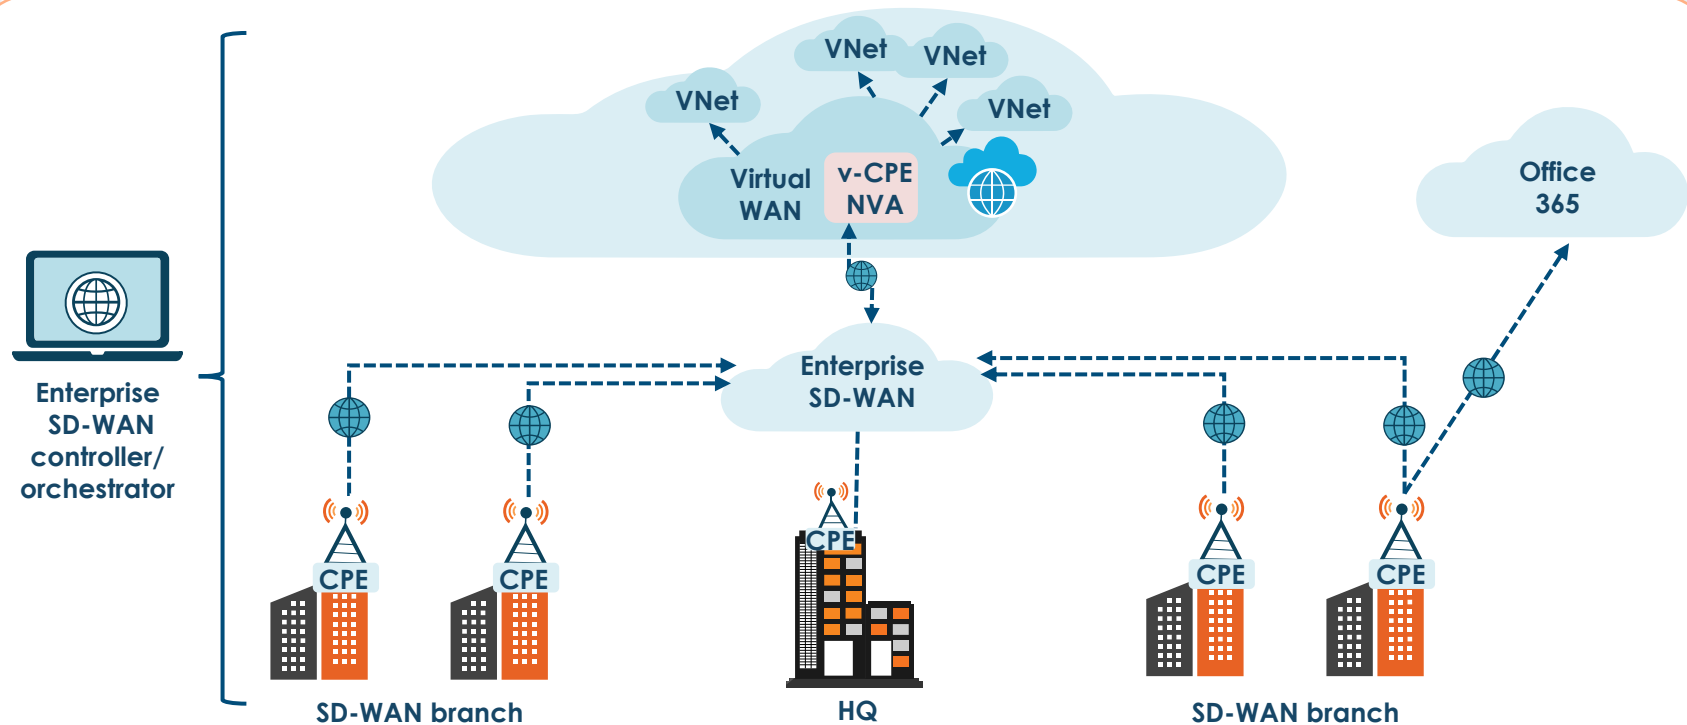 VNet
VNet
VNet
VNet
Virtual
WAN
v-CPE
NVA
Office
365
Enterprise
SD-WAN
controller/
orchestrator
Enterprise
SD-WAN
CPE
CPE
CPE
CPE
CPE
SD-WAN branch
HQ
SD-WAN branch